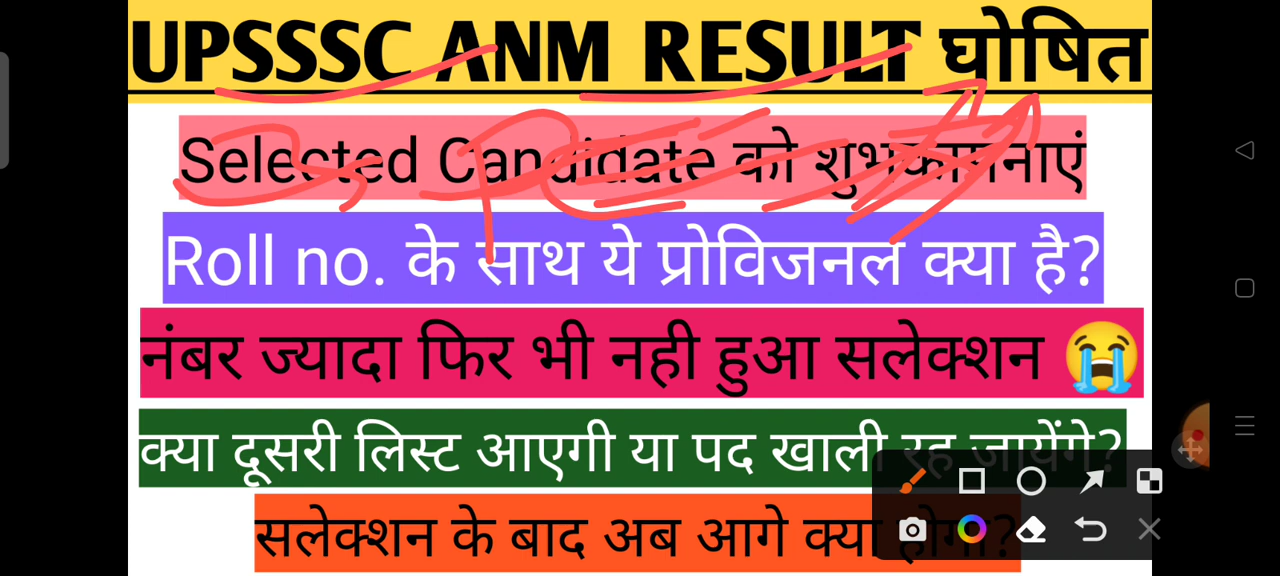 UPSSSC ANM RESULT घोषित
Selected Candidate को शुभकामनाएं
Roll no. के साथ ये प्रोविजनल क्या है?
नंबर ज्यादा फिर भी नही हुआ सलेक्शन 😭
क्या दूसरी लिस्ट आएगी या पद खाली रह जायेंगे?
सलेक्शन के बाद अब आगे क्या होगा?